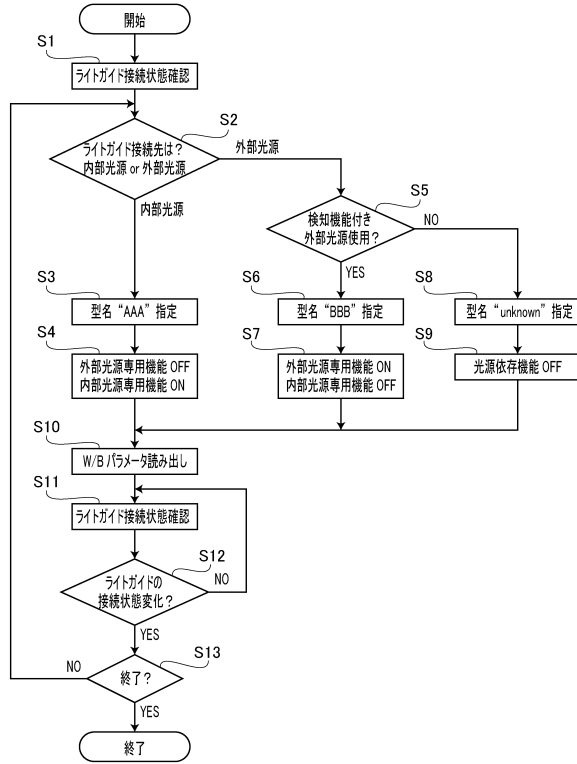 開始
S1
ライトガイド接続状態確認
S2
ライトガイド接続先は？
内部光源 or 外部光源
外部光源
内部光源
S5
検知機能付き
外部光源使用？
NO
YES
S3
型名 “AAA” 指定
S6
型名 “BBB” 指定
S8
型名 “unknown” 指定
S4
外部光源専用機能 OFF
内部光源専用機能 ON
S7
外部光源専用機能 ON
内部光源専用機能 OFF
S9
光源依存機能 OFF
S10
W/B パラメータ読み出し
S11
ライトガイド接続状態確認
S12
ライトガイドの
接続状態変化？
NO
YES
S13
終了？
NO
YES
終了